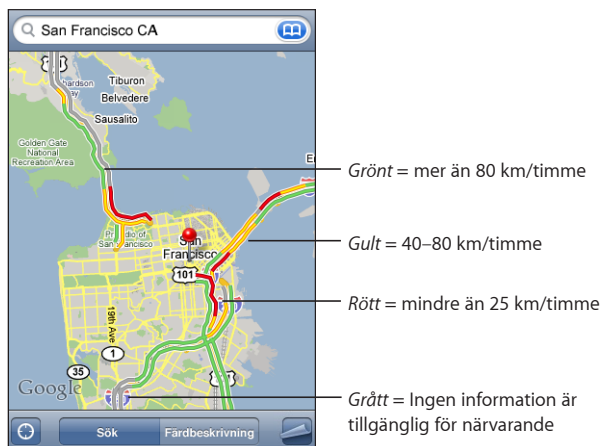 San Francisco CA
Tiburon
Belvedere
Sausalito
Golden Gate
National
Recreation Area
Grönt = mer än 80 km/timme
Gult = 40–80 km/timme
San
Francisco
101
Rött = mindre än 25 km/timme
19th Ave
1
35
Google
Grått = Ingen information är
tillgänglig för närvarande
Sök
Färdbeskrivning